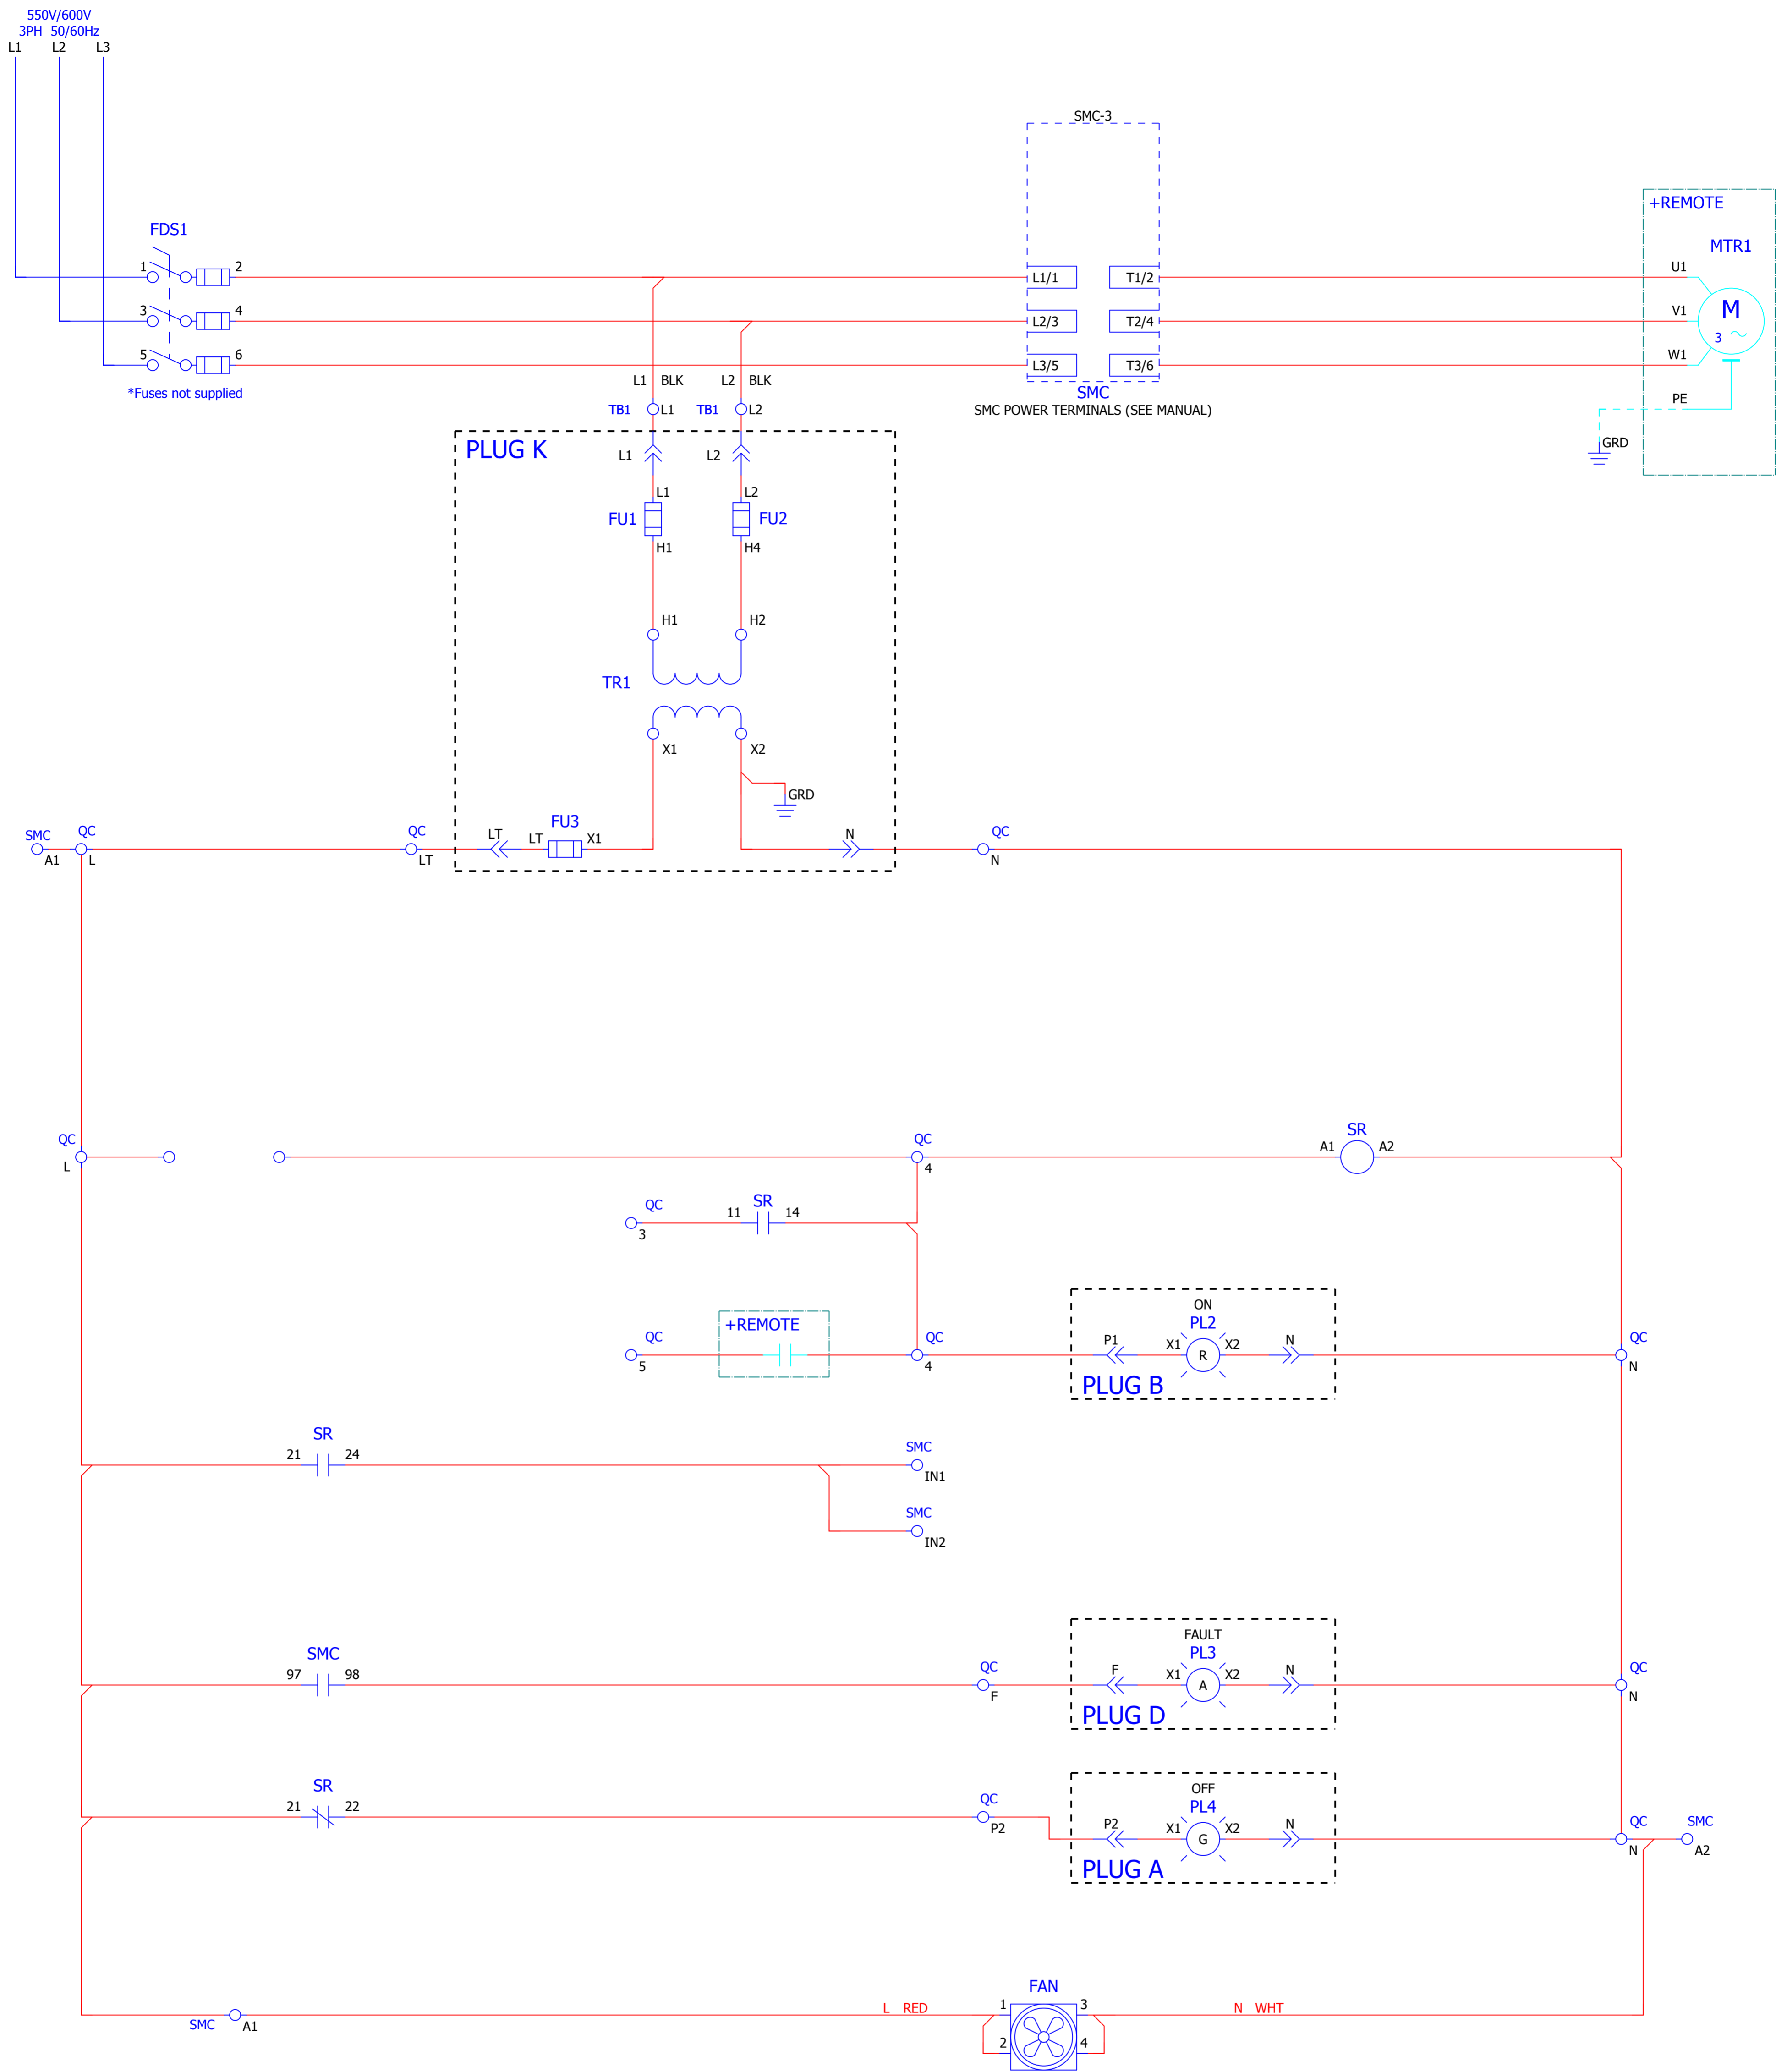 550V/600V
3PH 50/60Hz
L1 L2 L3
SMC-3
+REMOTE
MTR1
FDS1
1 2
L1/1 T1/2
U1
3 4
L2/3 T2/4
V1
M
3
5 6
L3/5 T3/6
W1
*Fuses not supplied
L1 BLK L2 BLK
SMC
SMC POWER TERMINALS (SEE MANUAL)
PE
GRD
TB1 L1 TB1 L2
PLUG K
L1 L2
L1 L2
FU1 FU2
H1 H4
H1 H2
TR1
X1 X2
GRD
SMC QC QC
A1 L LT
LT FU3
LT X1
N
QC
N
QC
L
QC
4
SR
A1 A2
QC
3
SR
11 14
QC
5
+REMOTE
QC
4
ON
PL2
P1 X1 R X2 N
PLUG B
QC
N
SR
21 24
SMC
IN1
SMC
IN2
SMC
97 98
QC
F
FAULT
PL3
F X1 A X2 N
PLUG D
QC
N
SR
21 22
QC
P2
OFF
PL4
P2 X1 G X2 N
PLUG A
QC
N
SMC
A2
SMC A1
L RED
FAN
1 3
2 4
N WHT